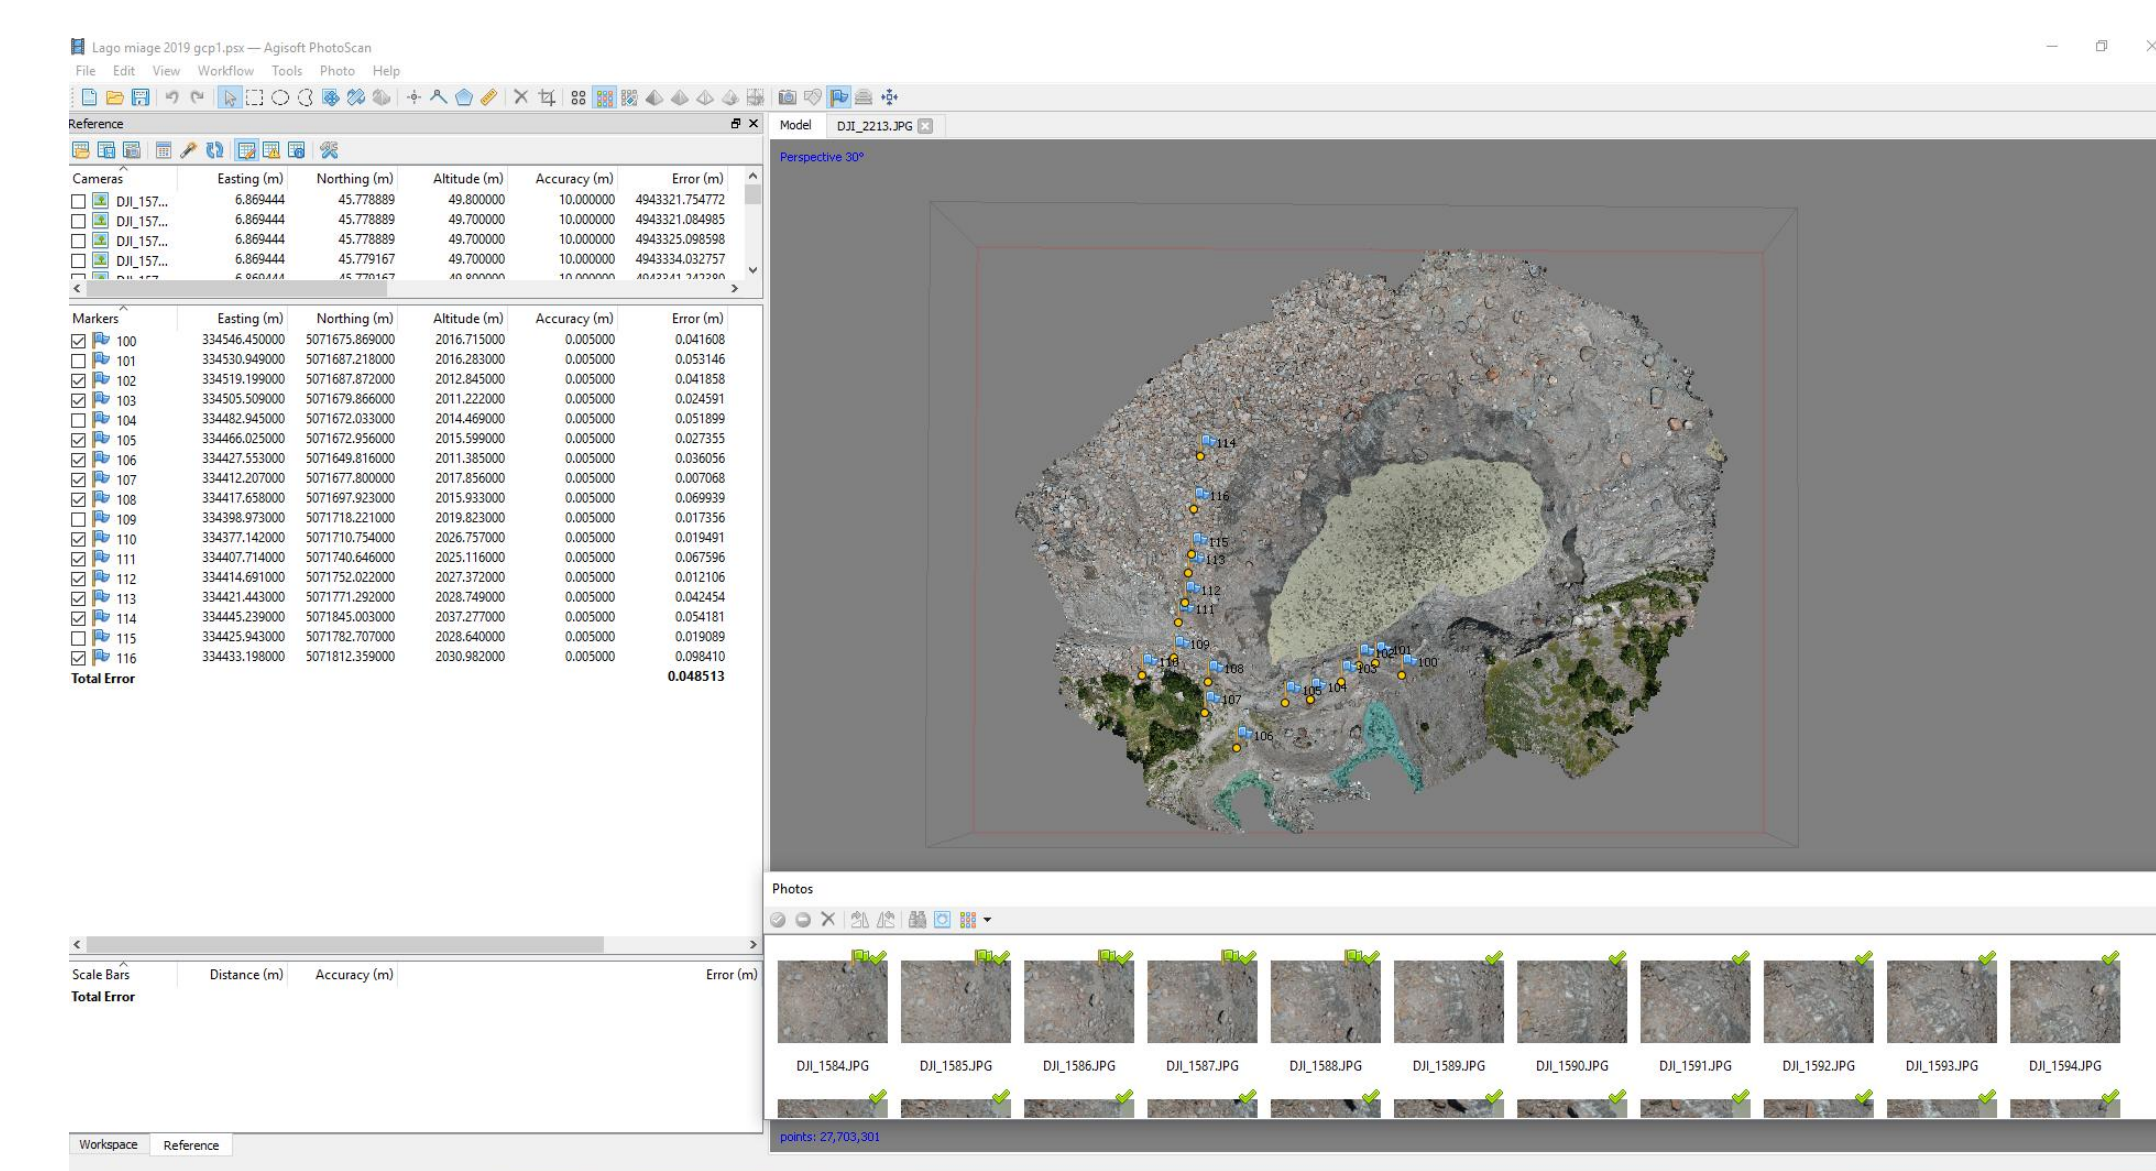 Lago miage 2019 gcp1.psx — Agisoft PhotoScan
File Edit View Workflow Tools Photo Help
Reference
Cameras Easting (m) Northing (m) Altitude (m) Accuracy (m) Error (m)
DJI_157... 6.869444 45.778889 49.800000 10.000000 4943321.754772
DJI_157... 6.869444 45.778889 49.700000 10.000000 4943321.084985
DJI_157... 6.869444 45.778889 49.700000 10.000000 4943325.098598
DJI_157... 6.869444 45.779167 49.700000 10.000000 4943334.032757
DJI_157 6.869444 45.779167 49.800000 10.000000 4943341.242380
Markers Easting (m) Northing (m) Altitude (m) Accuracy (m) Error (m)
100 334546.450000 5071675.869000 2016.715000 0.005000 0.041608
101 334530.949000 5071687.218000 2016.283000 0.005000 0.053146
102 334519.199000 5071687.872000 2012.845000 0.005000 0.041858
103 334505.509000 5071679.866000 2011.222000 0.005000 0.024591
104 334482.945000 5071672.033000 2014.469000 0.005000 0.051899
105 334466.025000 5071672.956000 2015.599000 0.005000 0.027355
106 334427.553000 5071649.816000 2011.385000 0.005000 0.036056
107 334412.207000 5071677.800000 2017.856000 0.005000 0.007068
108 334417.658000 5071697.923000 2015.933000 0.005000 0.069939
109 334398.973000 5071718.221000 2019.823000 0.005000 0.017356
110 334377.142000 5071710.754000 2026.757000 0.005000 0.019491
111 334407.714000 5071740.646000 2025.116000 0.005000 0.067596
112 334414.691000 5071752.022000 2027.372000 0.005000 0.012106
113 334421.443000 5071771.292000 2028.749000 0.005000 0.042454
114 334445.239000 5071845.003000 2037.277000 0.005000 0.054181
115 334425.943000 5071782.707000 2028.640000 0.005000 0.019089
116 334433.198000 5071812.359000 2030.982000 0.005000 0.098410
Total Error 0.048513
Scale Bars Distance (m) Accuracy (m) Error (m)
Total Error
Workspace Reference
Model DJI_2213.JPG
Perspective 30°
114
116
115
113
112
111
109
110
108
107
106
105
104
103
102
101
100
Photos
DJI_1584.JPG DJI_1585.JPG DJI_1586.JPG DJI_1587.JPG DJI_1588.JPG DJI_1589.JPG DJI_1590.JPG DJI_1591.JPG DJI_1592.JPG DJI_1593.JPG DJI_1594.JPG
points: 27,703,301